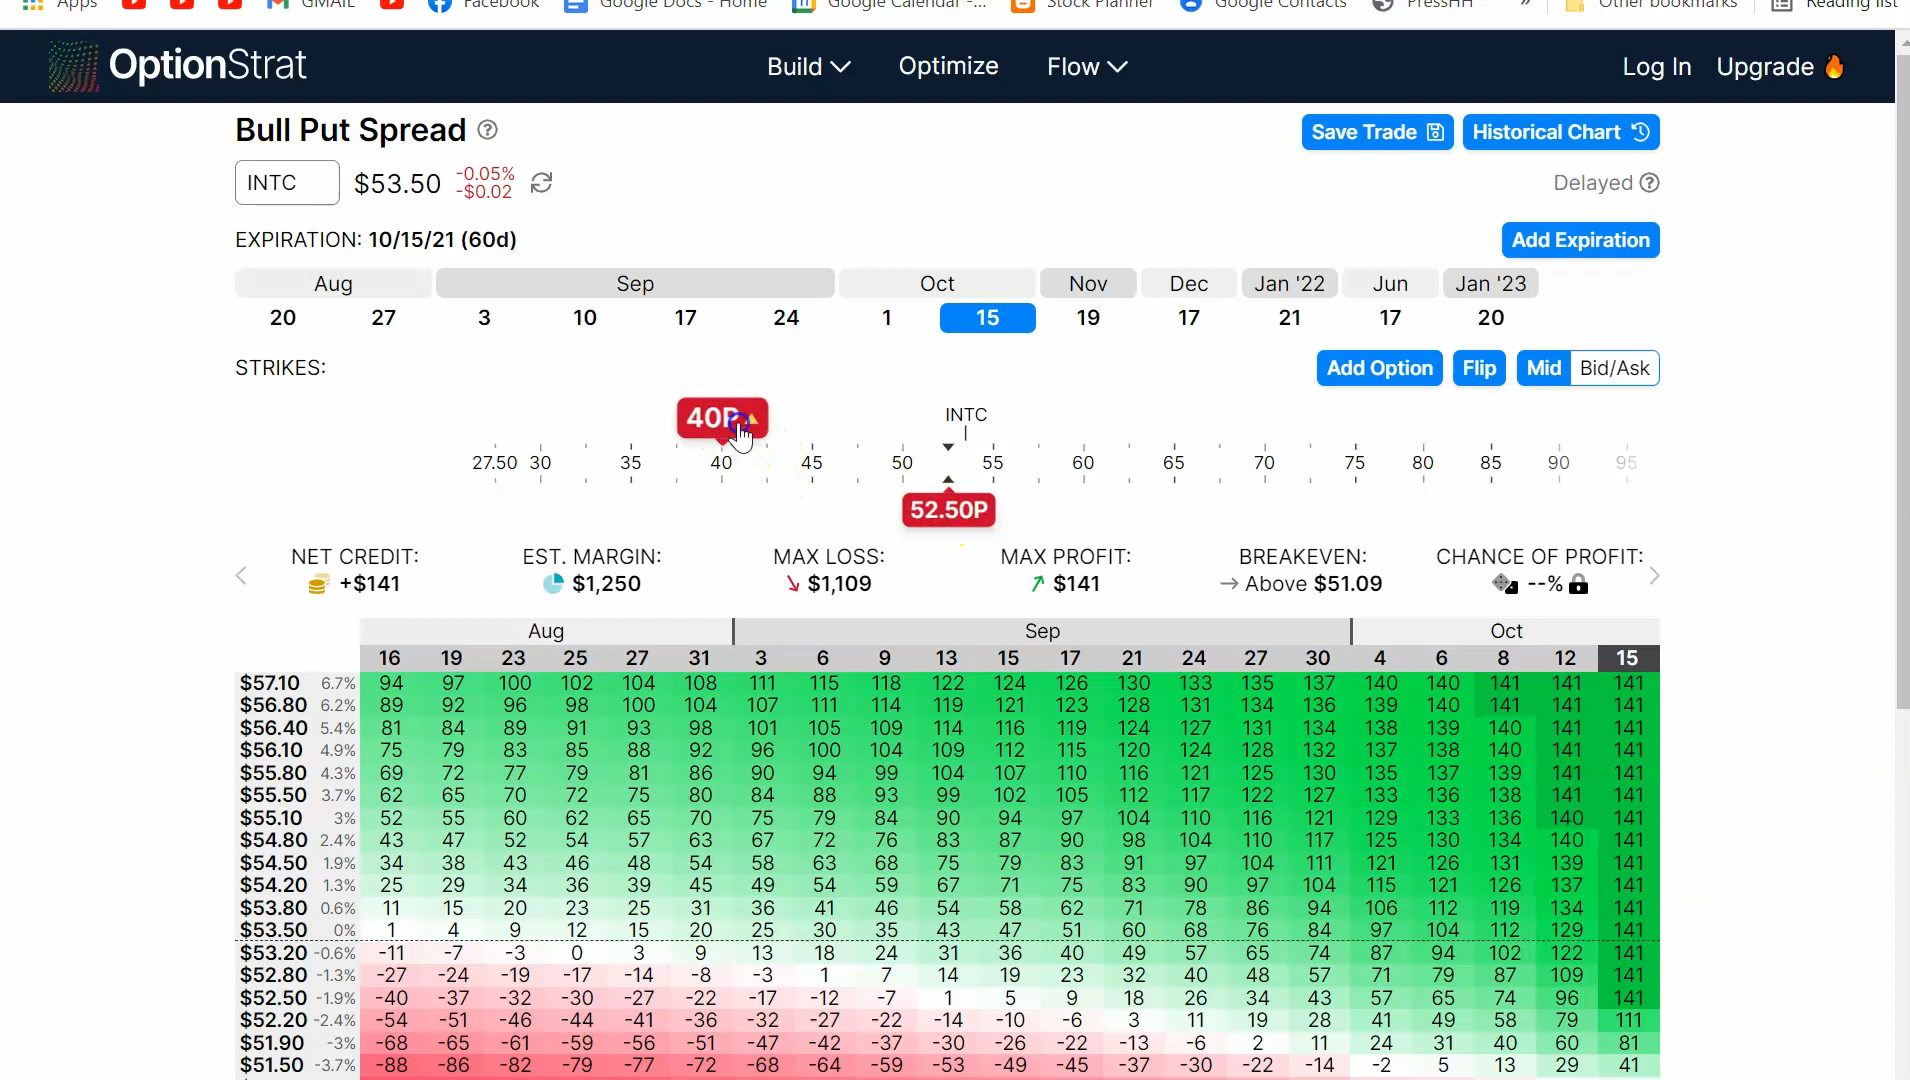 Apps GMAIL Facebook Google Docs - Home Google Calendar -... Stock Planner Google Contacts PressHH » Other bookmarks Reading list
OptionStrat Build Optimize Flow Log In Upgrade
Bull Put Spread ? Save Trade Historical Chart
INTC $53.50 -0.05% -$0.02 Delayed ?
EXPIRATION: 10/15/21 (60d) Add Expiration
Aug Sep Oct Nov Dec Jan '22 Jun Jan '23
20 27 3 10 17 24 1 15 19 17 21 17 20
STRIKES: Add Option Flip Mid Bid/Ask
40P INTC
27.50 30 35 40 45 50 55 60 65 70 75 80 85 90 95
52.50P
NET CREDIT: EST. MARGIN: MAX LOSS: MAX PROFIT: BREAKEVEN: CHANCE OF PROFIT:
+$141 $1,250 $1,109 $141 Above $51.09 --%
Aug Sep Oct
16 19 23 25 27 31 3 6 9 13 15 17 21 24 27 30 4 6 8 12 15
$57.10 6.7% 94 97 100 102 104 108 111 115 118 122 124 126 130 133 135 137 140 140 141 141 141
$56.80 6.2% 89 92 96 98 100 104 107 111 114 119 121 123 128 131 134 136 139 140 141 141 141
$56.40 5.4% 81 84 89 91 93 98 101 105 109 114 116 119 124 127 131 134 138 139 140 141 141
$56.10 4.9% 75 79 83 85 88 92 96 100 104 109 112 115 120 124 128 132 137 138 140 141 141
$55.80 4.3% 69 72 77 79 81 86 90 94 99 104 107 110 116 121 125 130 135 137 139 141 141
$55.50 3.7% 62 65 70 72 75 80 84 88 93 99 102 105 112 117 122 127 133 136 138 141 141
$55.10 3% 52 55 60 62 65 70 75 79 84 90 94 97 104 110 116 121 129 133 136 140 141
$54.80 2.4% 43 47 52 54 57 63 67 72 76 83 87 90 98 104 110 117 125 130 134 140 141
$54.50 1.9% 34 38 43 46 48 54 58 63 68 75 79 83 91 97 104 111 121 126 131 139 141
$54.20 1.3% 25 29 34 36 39 45 49 54 59 67 71 75 83 90 97 104 115 121 126 137 141
$53.80 0.6% 11 15 20 23 25 31 36 41 46 54 58 62 71 78 86 94 106 112 119 134 141
$53.50 0% 1 4 9 12 15 20 25 30 35 43 47 51 60 68 76 84 97 104 112 129 141
$53.20 -0.6% -11 -7 -3 0 3 9 13 18 24 31 36 40 49 57 65 74 87 94 102 122 141
$52.80 -1.3% -27 -24 -19 -17 -14 -8 -3 1 7 14 19 23 32 40 48 57 71 79 87 109 141
$52.50 -1.9% -40 -37 -32 -30 -27 -22 -17 -12 -7 1 5 9 18 26 34 43 57 65 74 96 141
$52.20 -2.4% -54 -51 -46 -44 -41 -36 -32 -27 -22 -14 -10 -6 3 11 19 28 41 49 58 79 111
$51.90 -3% -68 -65 -61 -59 -56 -51 -47 -42 -37 -30 -26 -22 -13 -6 2 11 24 31 40 60 81
$51.50 -3.7% -88 -86 -82 -79 -77 -72 -68 -64 -59 -53 -49 -45 -37 -30 -22 -14 -2 5 13 29 41